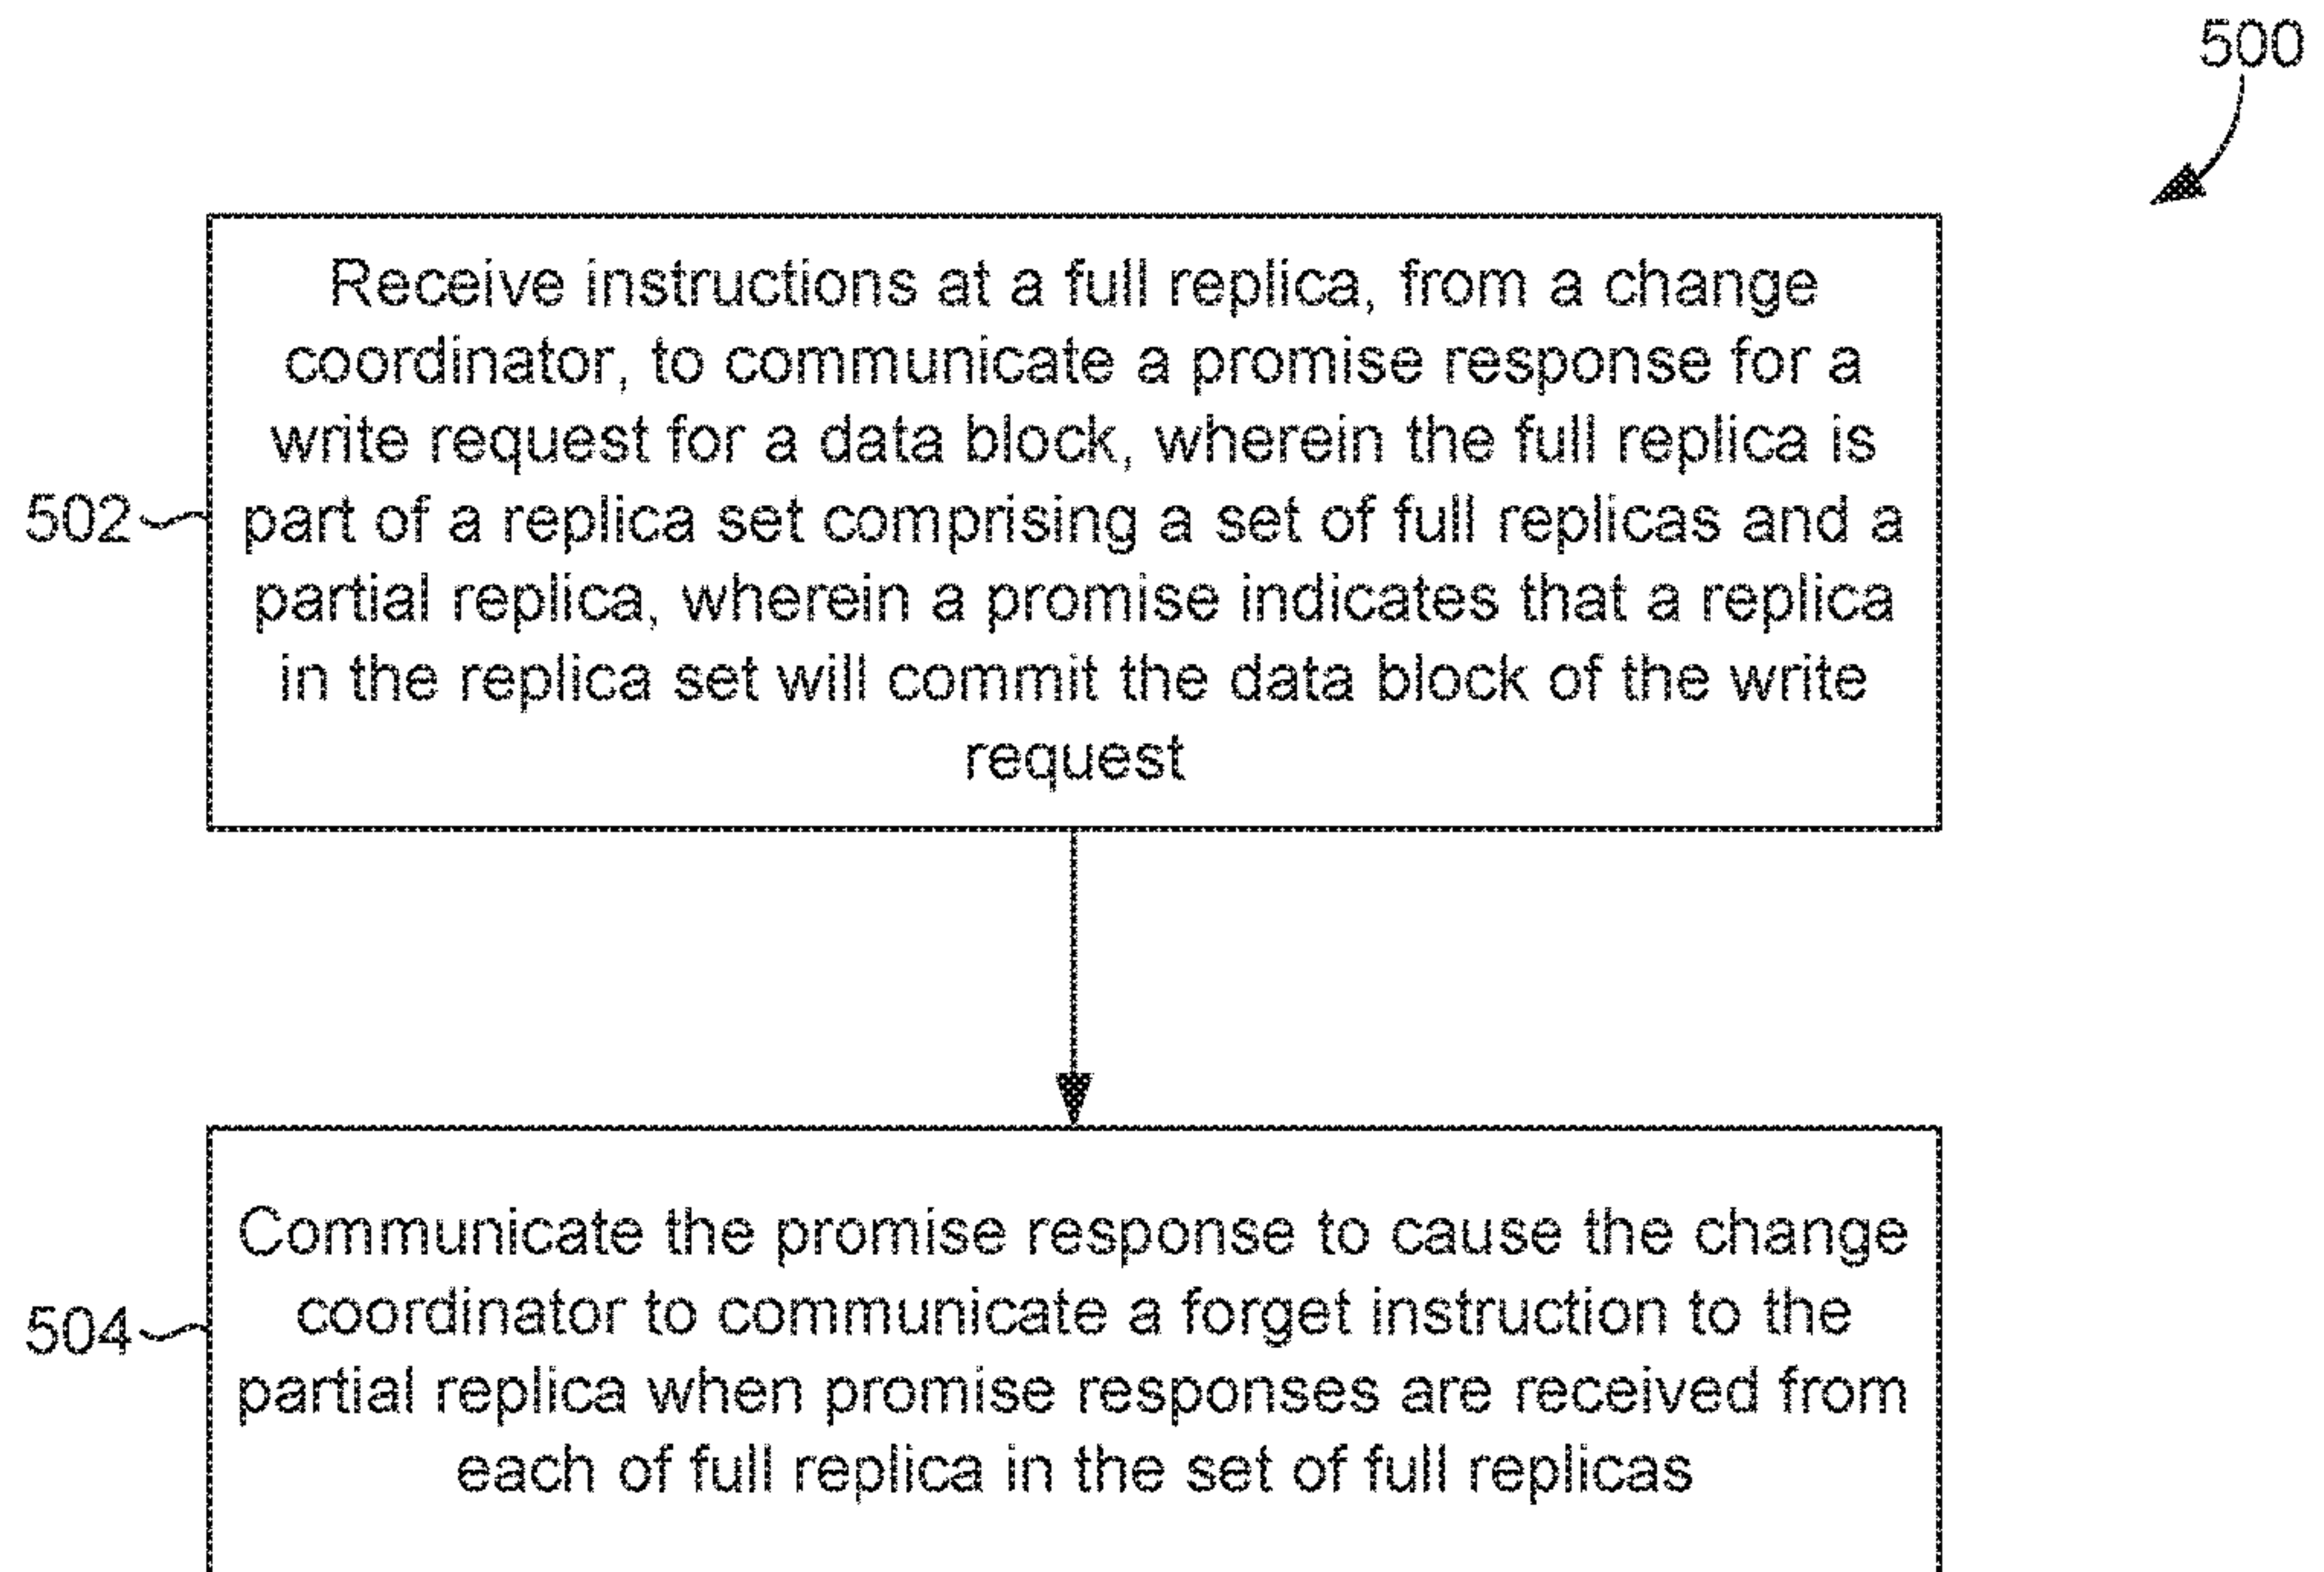 500
Receive instructions at a full replica, from a change
coordinator, to communicate a promise response for a
write request for a data block, wherein the full replica is
502
part of a replica set comprising a set of full replicas and a
partial replica, wherein a promise indicates that a replica
in the replica set will commit the data block of the write
request
Communicate the promise response to cause the change
coordinator to communicate a forget instruction to the
504
partial replica when promise responses are received from
each of full replica in the set of full replicas